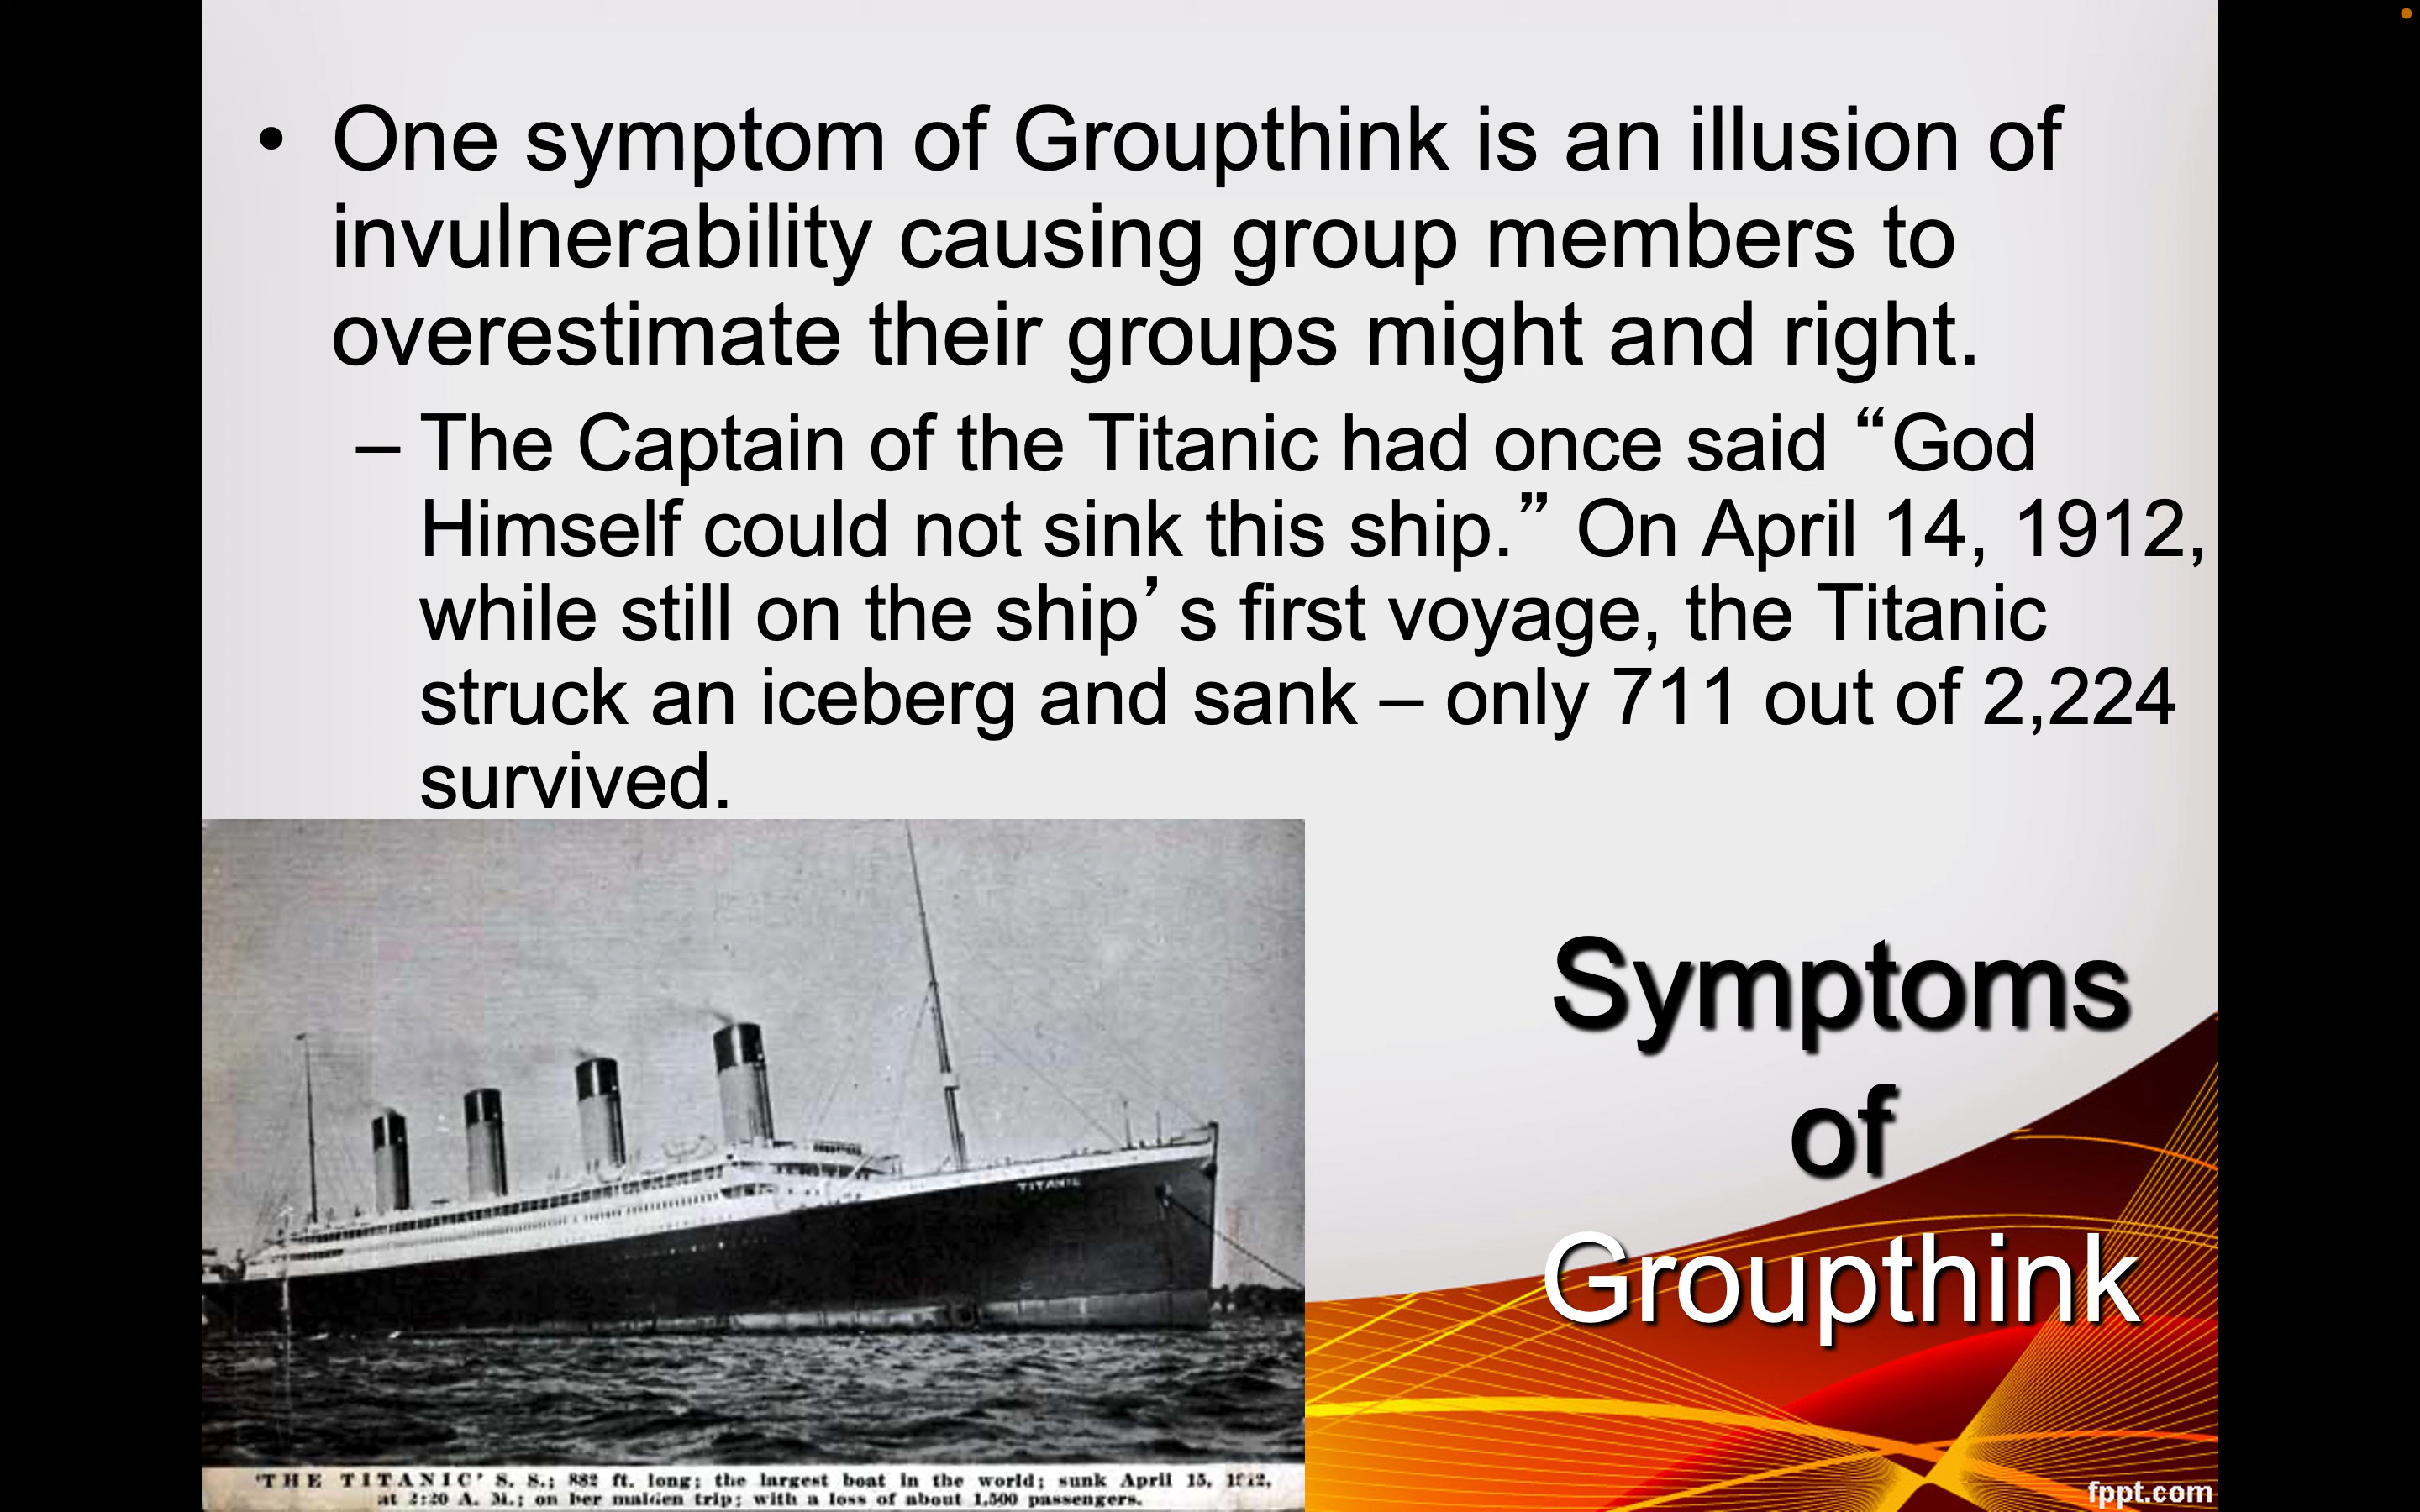 • One symptom of Groupthink is an illusion of
invulnerability causing group members to
overestimate their groups might and right.
– The Captain of the Titanic had once said “God
Himself could not sink this ship.” On April 14, 1912,
while still on the ship’s first voyage, the Titanic
struck an iceberg and sank – only 711 out of 2,224
survived.
TITANIC
'THE TITANIC' S. S.; 882 ft. long; the largest boat in the world; sunk April 15, 1912,
at 2:20 A. M.; on her maiden trip; with a loss of about 1,500 passengers.
Symptoms
of
Groupthink
fppt.com